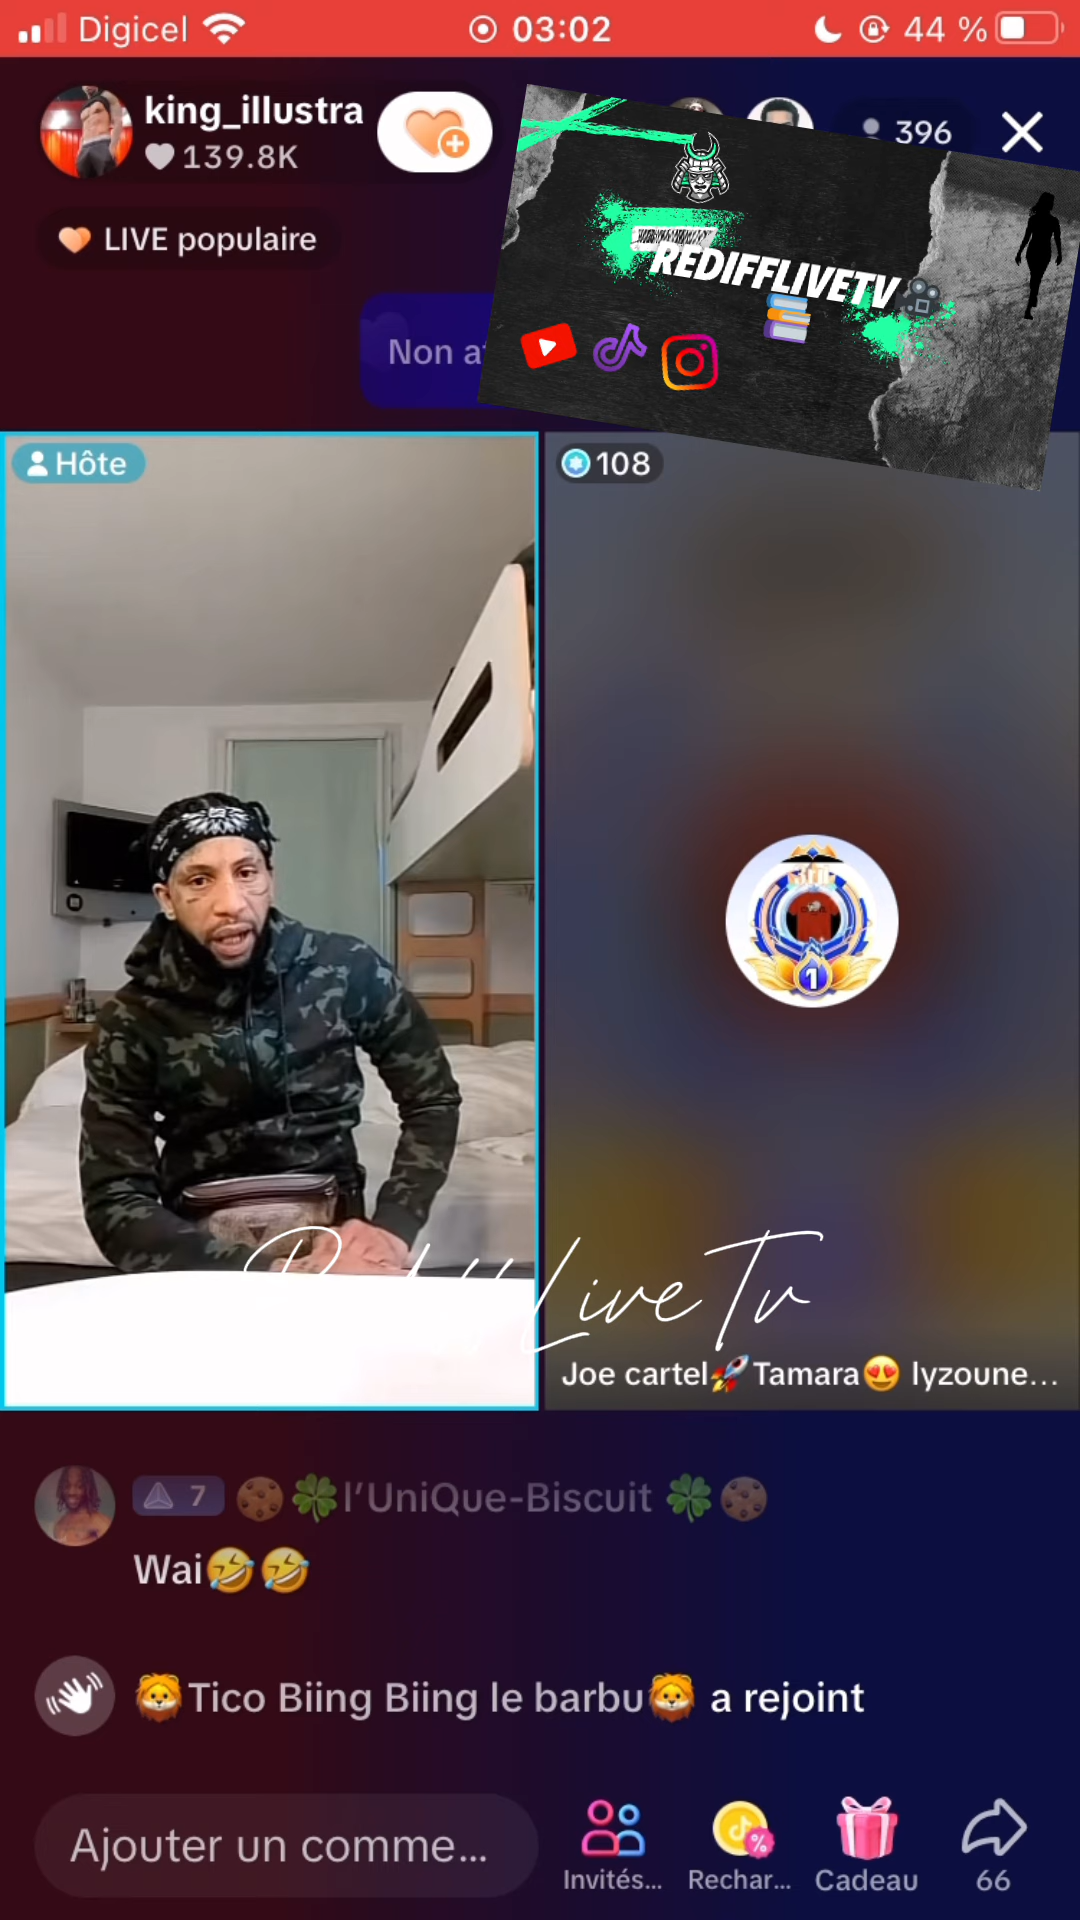 Digicel
03:02
44 %
king_illustra
139.8K
396
LIVE populaire
REDIFFLIVETV
Non
Hôte
108
1
LiveTv
Joe cartel🚀Tamara😍 lyzoune...
7
🍪🍀l'UniQue-Biscuit 🍀🍪
Wai🤣🤣
🦁Tico Biing Biing le barbu🦁 a rejoint
Ajouter un comme...
Invités...
Rechar...
Cadeau
66